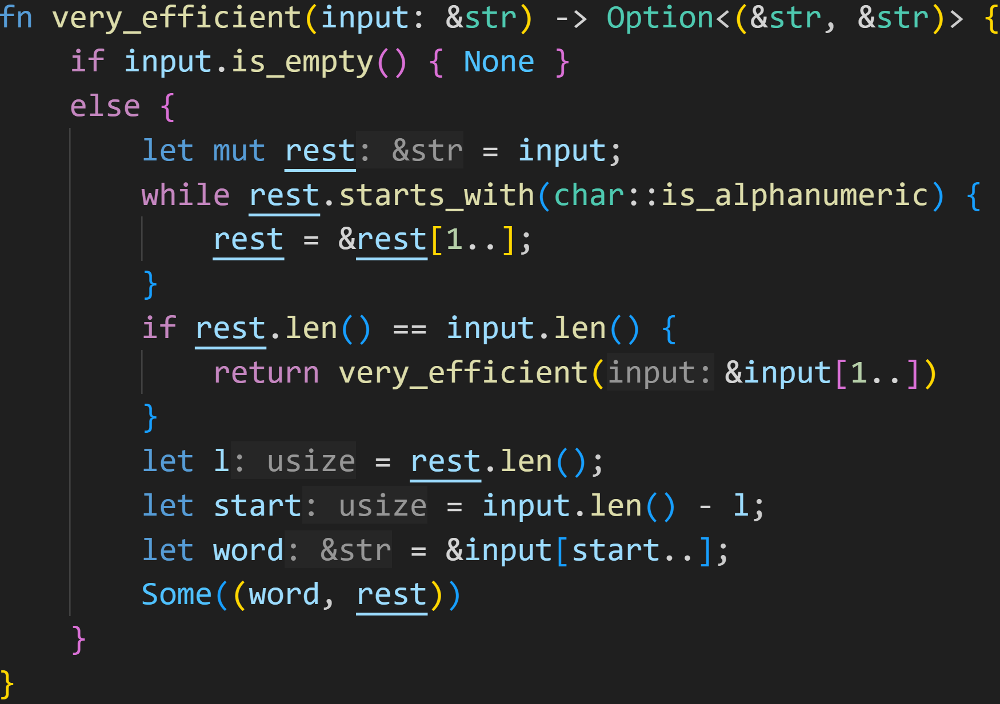 fn very_efficient(input: &str) -> Option<(&str, &str)> {
    if input.is_empty() { None }
    else {
        let mut rest: &str = input;
        while rest.starts_with(char::is_alphanumeric) {
            rest = &rest[1..];
        }
        if rest.len() == input.len() {
            return very_efficient(input: &input[1..])
        }
        let l: usize = rest.len();
        let start: usize = input.len() - l;
        let word: &str = &input[start..];
        Some((word, rest))
    }
}